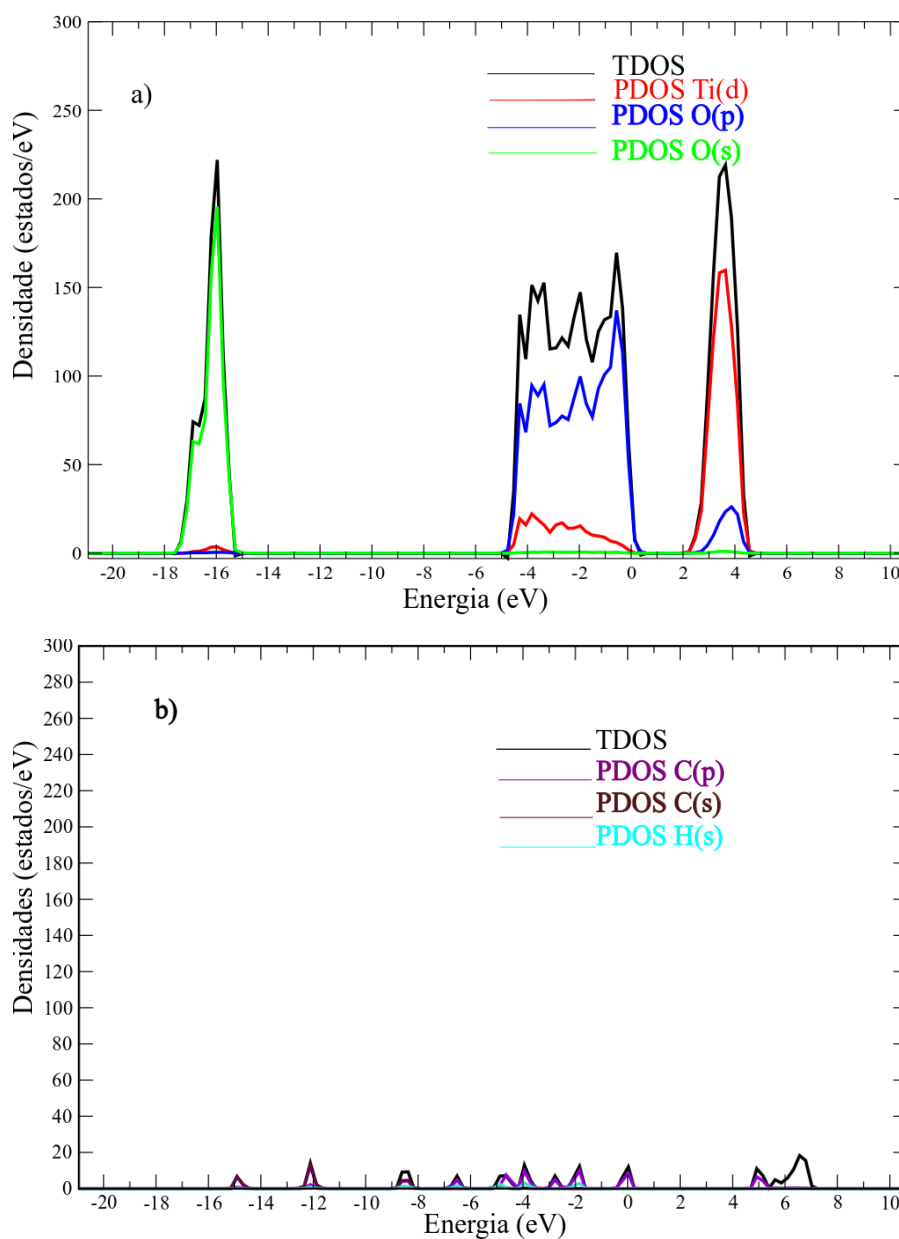 300
250
200
150
100
50
0
Densidade (estados/eV)
a)
TDOS
PDOS Ti(d)
PDOS O(p)
PDOS O(s)
-20 -18 -16 -14 -12 -10 -8 -6 -4 -2 0 2 4 6 8 10
Energia (eV)
300
280
260
240
220
200
180
160
140
120
100
80
60
40
20
0
Densidades (estados/eV)
b)
TDOS
PDOS C(p)
PDOS C(s)
PDOS H(s)
-20 -18 -16 -14 -12 -10 -8 -6 -4 -2 0 2 4 6 8 10
Energia (eV)